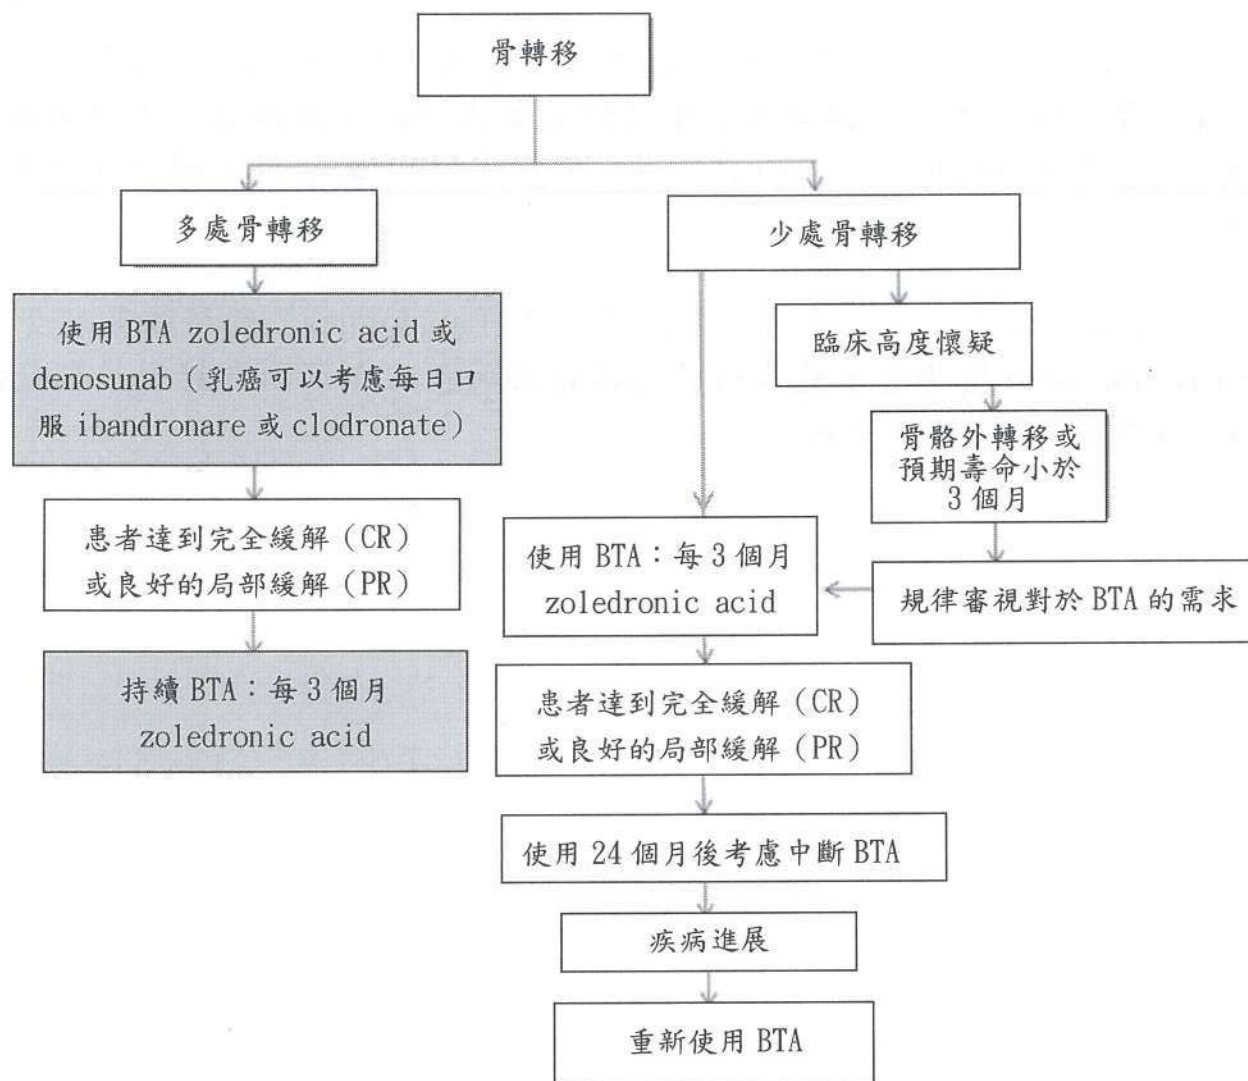 骨轉移
多處骨轉移
少處骨轉移
使用 BTA zoledronic acid 或
denosunab（乳癌可以考慮每日口
服 ibandronare 或 clodronate）
臨床高度懷疑
骨骼外轉移或
預期壽命小於
3 個月
患者達到完全緩解（CR）
或良好的局部緩解（PR）
使用 BTA：每 3 個月
zoledronic acid
規律審視對於 BTA 的需求
持續 BTA：每 3 個月
zoledronic acid
患者達到完全緩解（CR）
或良好的局部緩解（PR）
使用 24 個月後考慮中斷 BTA
疾病進展
重新使用 BTA